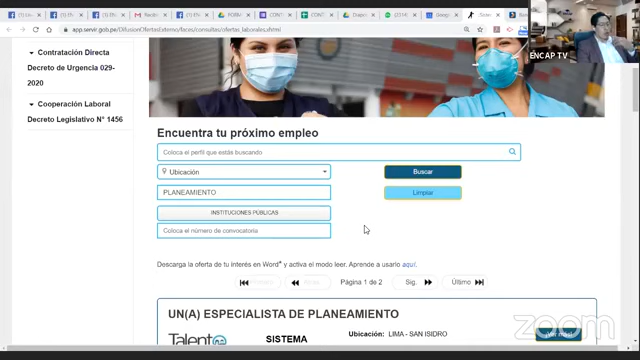 app.servir.gob.pe/DifusionOfertasExterno/faces/consultas/ofertas_laborales.xhtml
ENCAP TV
Contratación Directa
Decreto de Urgencia 029-
2020
Cooperación Laboral
Decreto Legislativo N° 1456
Encuentra tu próximo empleo
Coloca el perfil que estás buscando
Ubicación
Buscar
PLANEAMIENTO
Limpiar
INSTITUCIONES PÚBLICAS
Coloca el número de convocatoria
Descarga la oferta de tu interés en Word® y activa el modo leer. Aprende a usarlo aquí.
Página 1 de 2 Sig. Último
UN(A) ESPECIALISTA DE PLANEAMIENTO
Talento
SISTEMA
Ubicación: LIMA - SAN ISIDRO
zoom